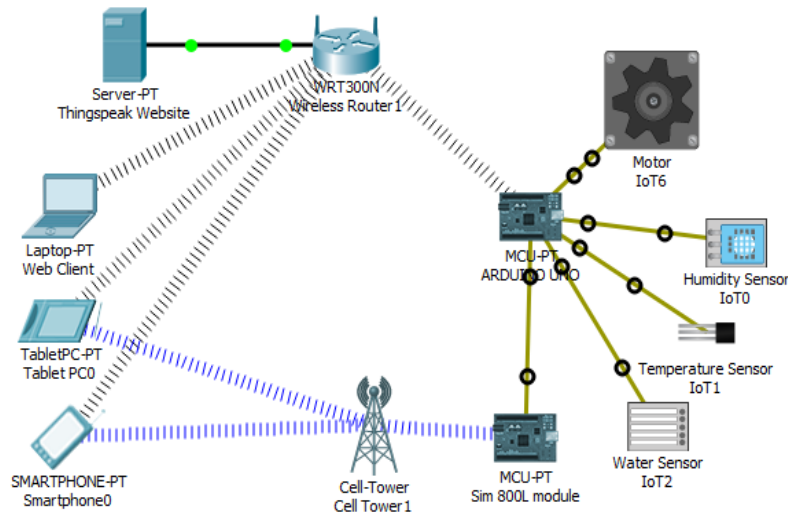 Server-PT
Thingspeak Website
WRT300N
Wireless Router1
Motor
IoT6
Laptop-PT
Web Client
MCU-PT
ARDUINO UNO
Humidity Sensor
IoT0
TabletPC-PT
Tablet PC0
Temperature Sensor
IoT1
SMARTPHONE-PT
Smartphone0
Cell-Tower
Cell Tower1
MCU-PT
Sim 800L module
Water Sensor
IoT2